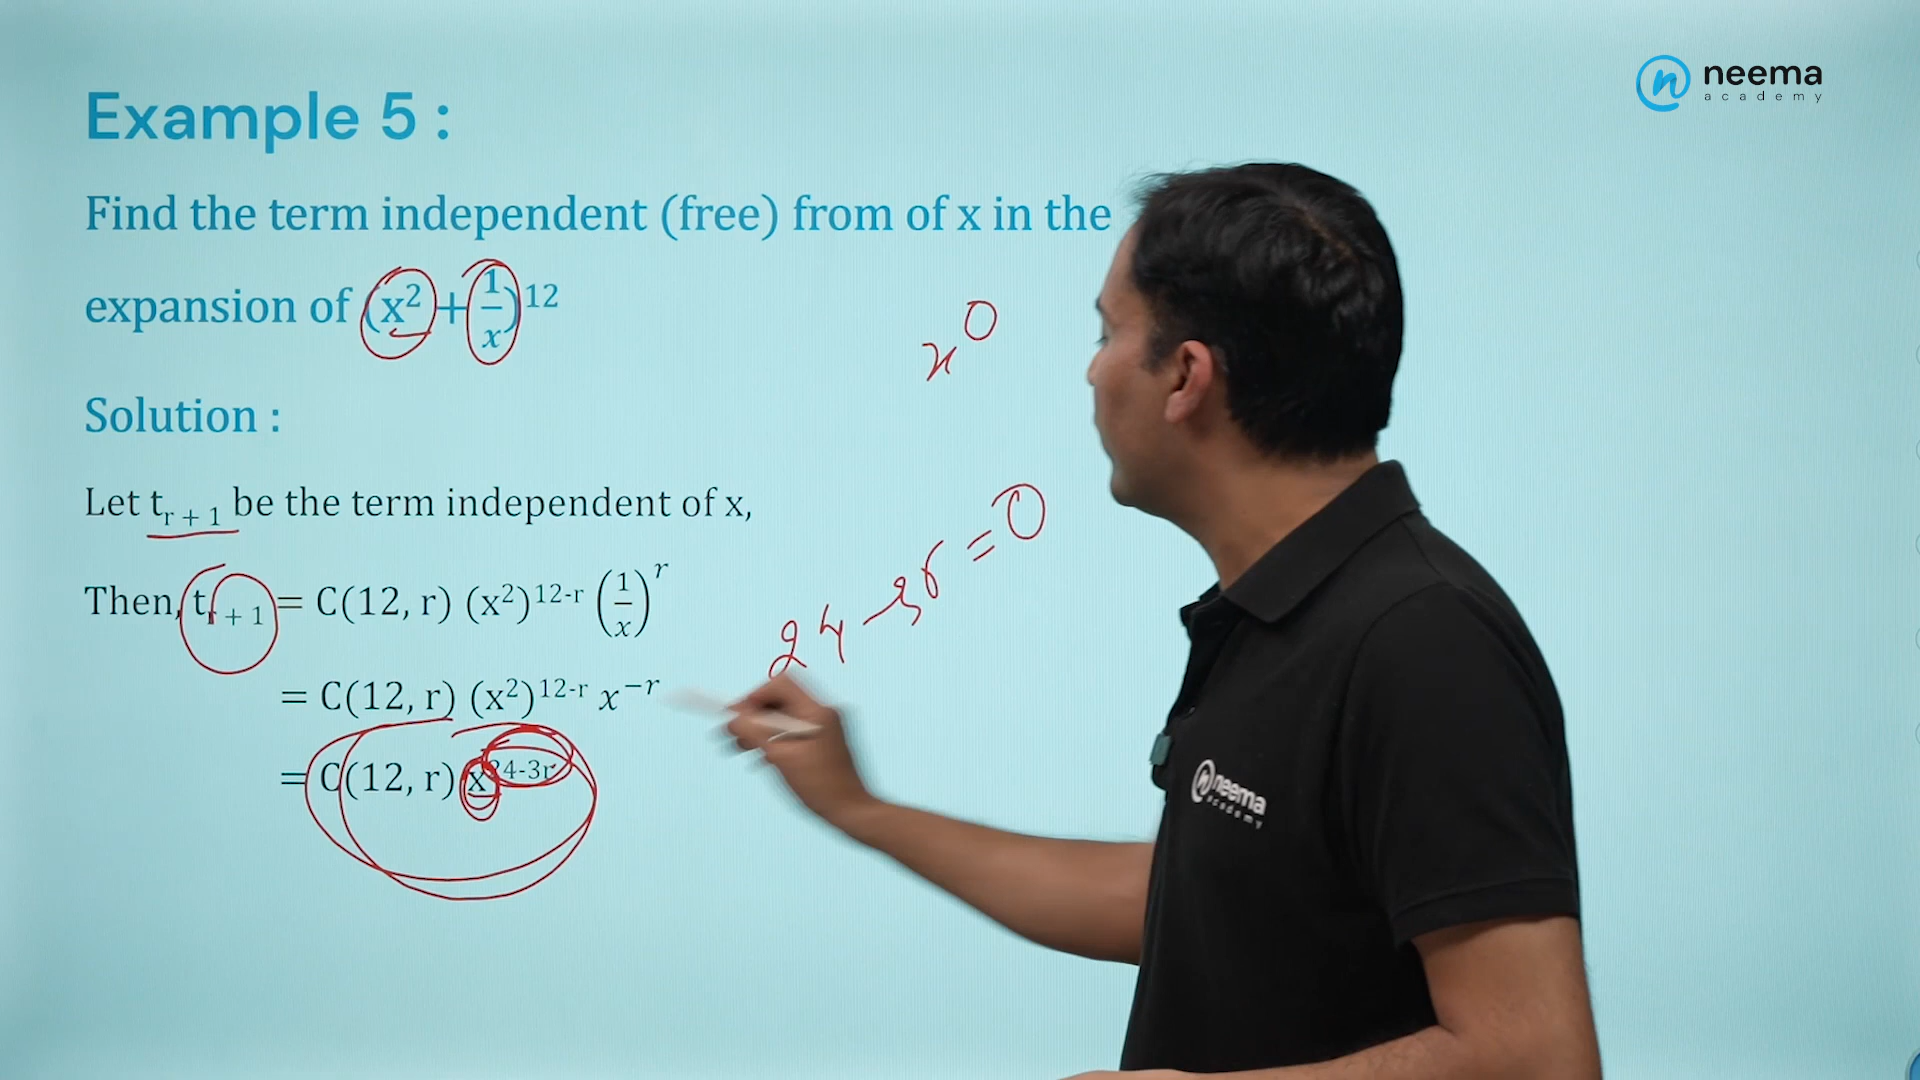 neema
academy
Example 5 :
Find the term independent (free) from of x in the
expansion of (x² + 1/x)¹²
x⁰
Solution :
Let tᵣ ₊ ₁ be the term independent of x,
24-3r=0
Then, tᵣ ₊ ₁ = C(12, r) (x²)¹²⁻ʳ (1/x)ʳ
= C(12, r) (x²)¹²⁻ʳ x⁻ʳ
= C(12, r) x²⁴⁻³ʳ
neema
academy